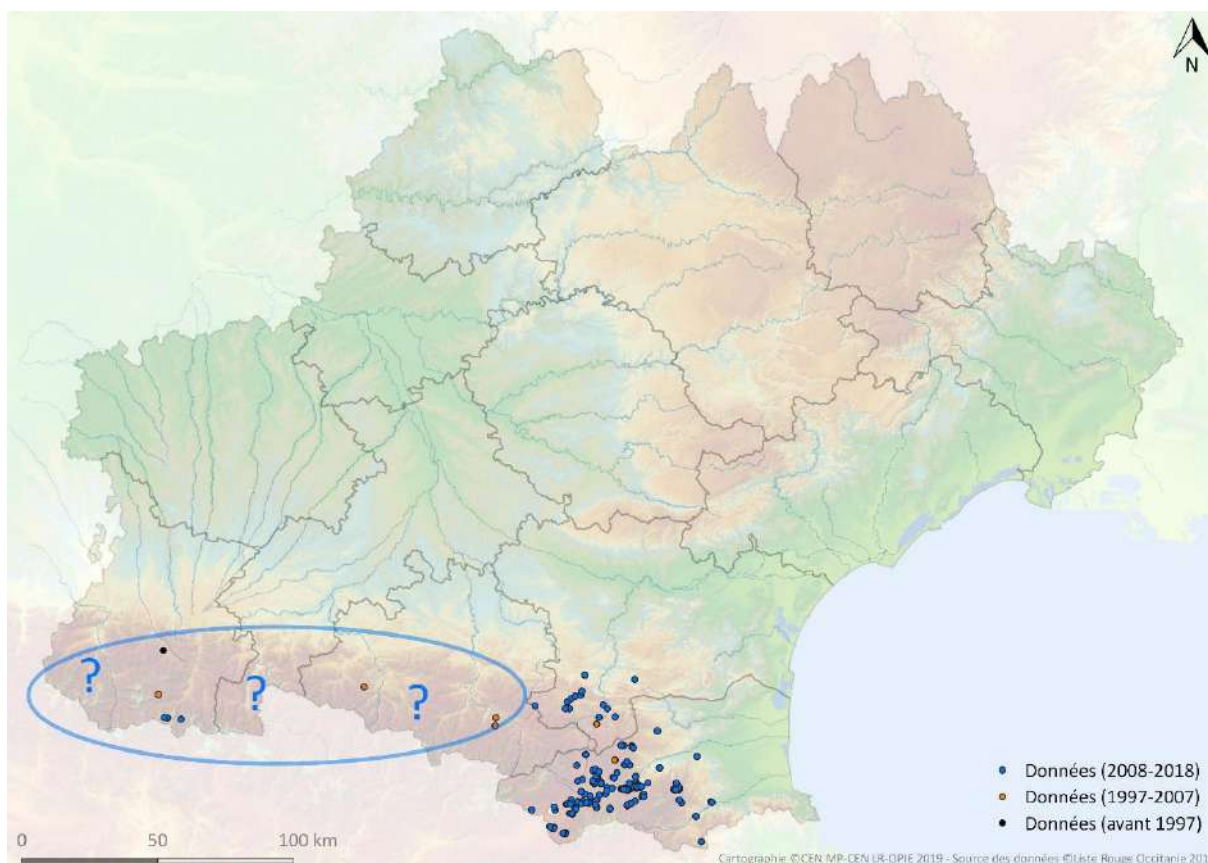 N
? ? ?
Données (2008-2018)
Données (1997-2007)
Données (avant 1997)
0 50 100 km
Cartographie ©CEN MP-CEN LR-OPIE 2019 - Source des données ©Liste Rouge Occitanie 201